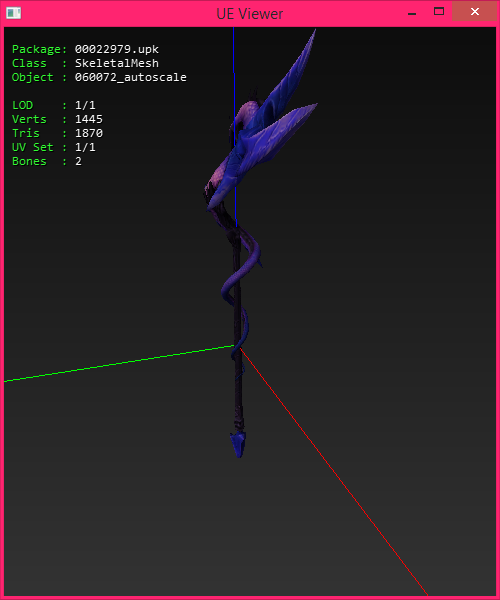 UE Viewer
Package: 00022979.upk
Class  : SkeletalMesh
Object : 060072_autoscale
LOD    : 1/1
Verts  : 1445
Tris   : 1870
UV Set : 1/1
Bones  : 2